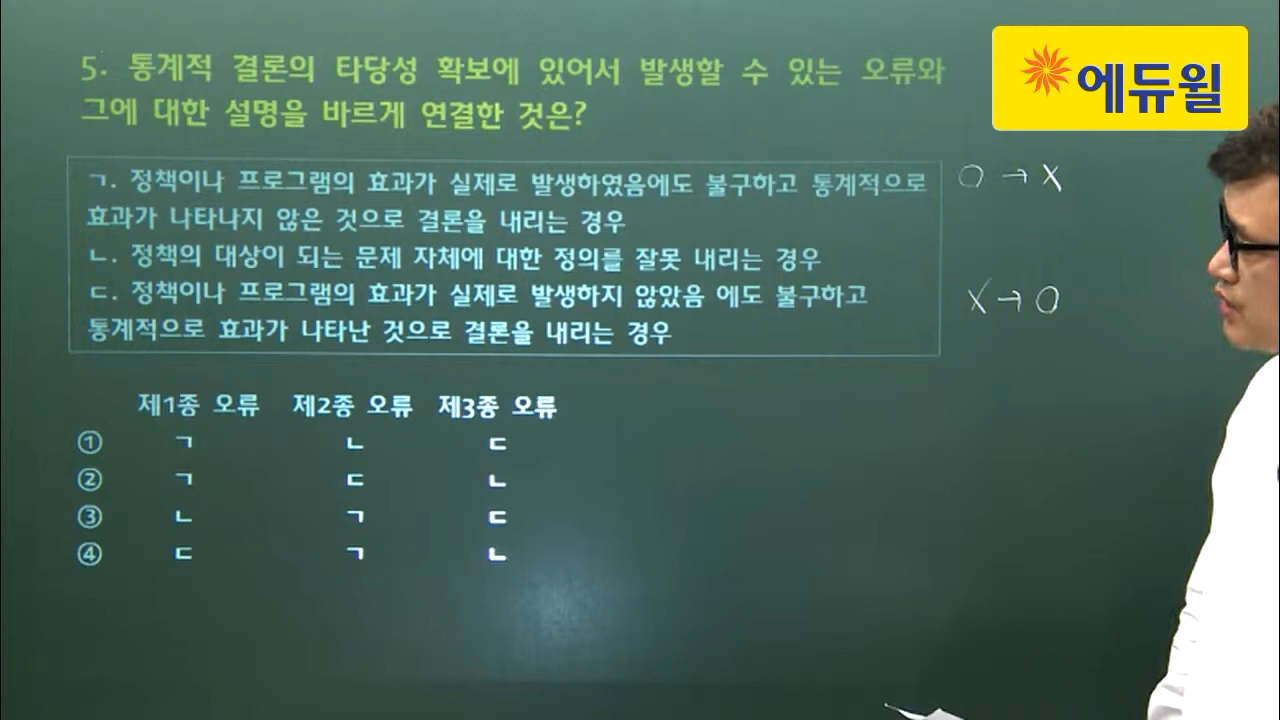 에듀윌
5. 통계적 결론의 타당성 확보에 있어서 발생할 수 있는 오류와
그에 대한 설명을 바르게 연결한 것은?
ㄱ. 정책이나 프로그램의 효과가 실제로 발생하였음에도 불구하고 통계적으로
효과가 나타나지 않은 것으로 결론을 내리는 경우
O → X
ㄴ. 정책의 대상이 되는 문제 자체에 대한 정의를 잘못 내리는 경우
ㄷ. 정책이나 프로그램의 효과가 실제로 발생하지 않았음 에도 불구하고
통계적으로 효과가 나타난 것으로 결론을 내리는 경우
X → O
제1종 오류 제2종 오류 제3종 오류
① ㄱ ㄴ ㄷ
② ㄱ ㄷ ㄴ
③ ㄴ ㄱ ㄷ
④ ㄷ ㄱ ㄴ